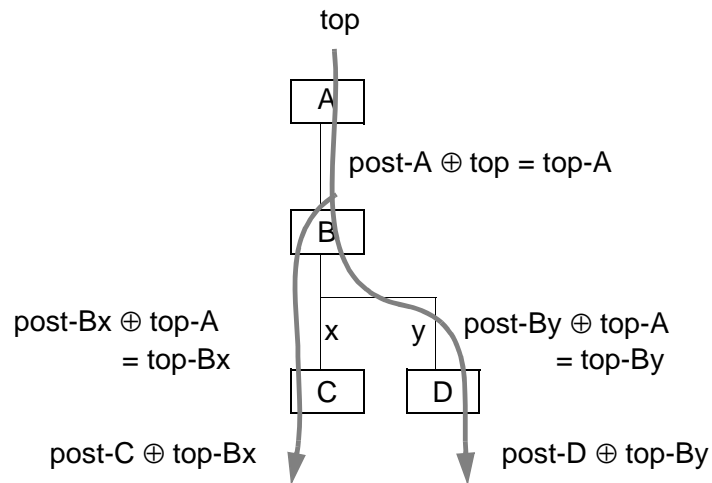 top
A
post-A ⊕ top = top-A
B
post-Bx ⊕ top-A
= top-Bx
x
y
post-By ⊕ top-A
= top-By
C
D
post-C ⊕ top-Bx
post-D ⊕ top-By